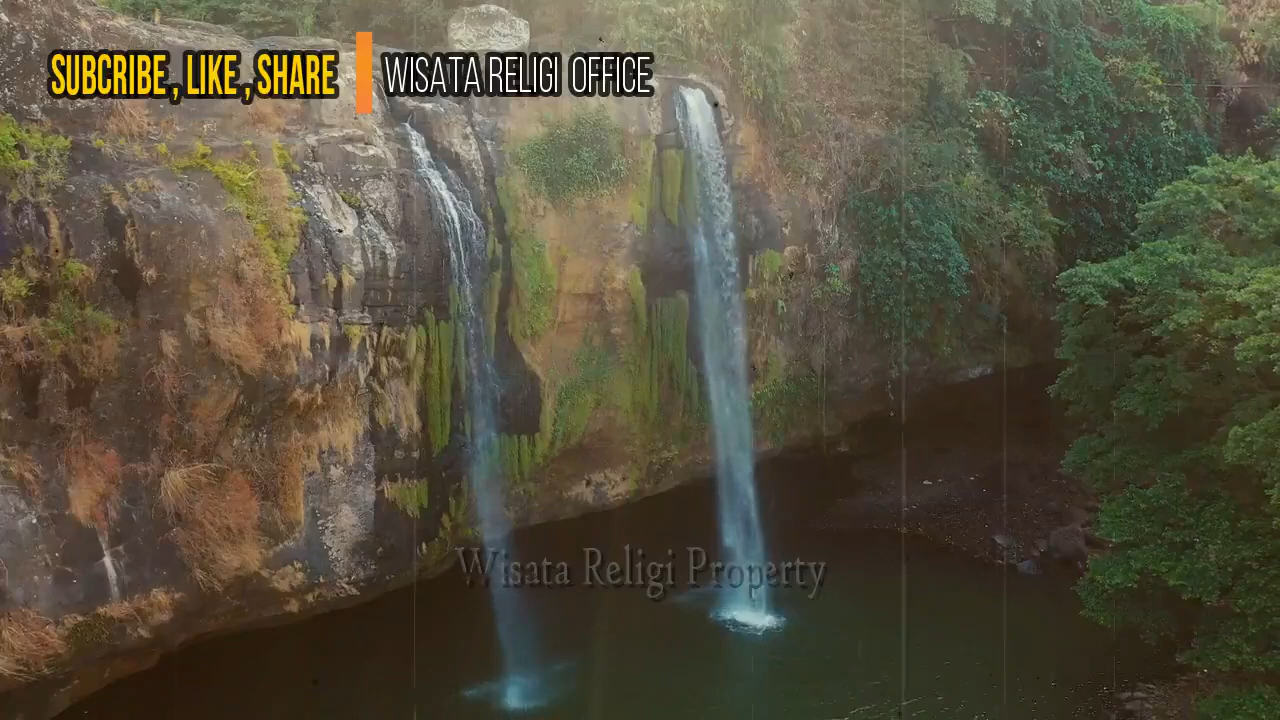 SUBCRIBE , LIKE , SHARE WISATA RELIGI OFFICE
Wisata Religi Property